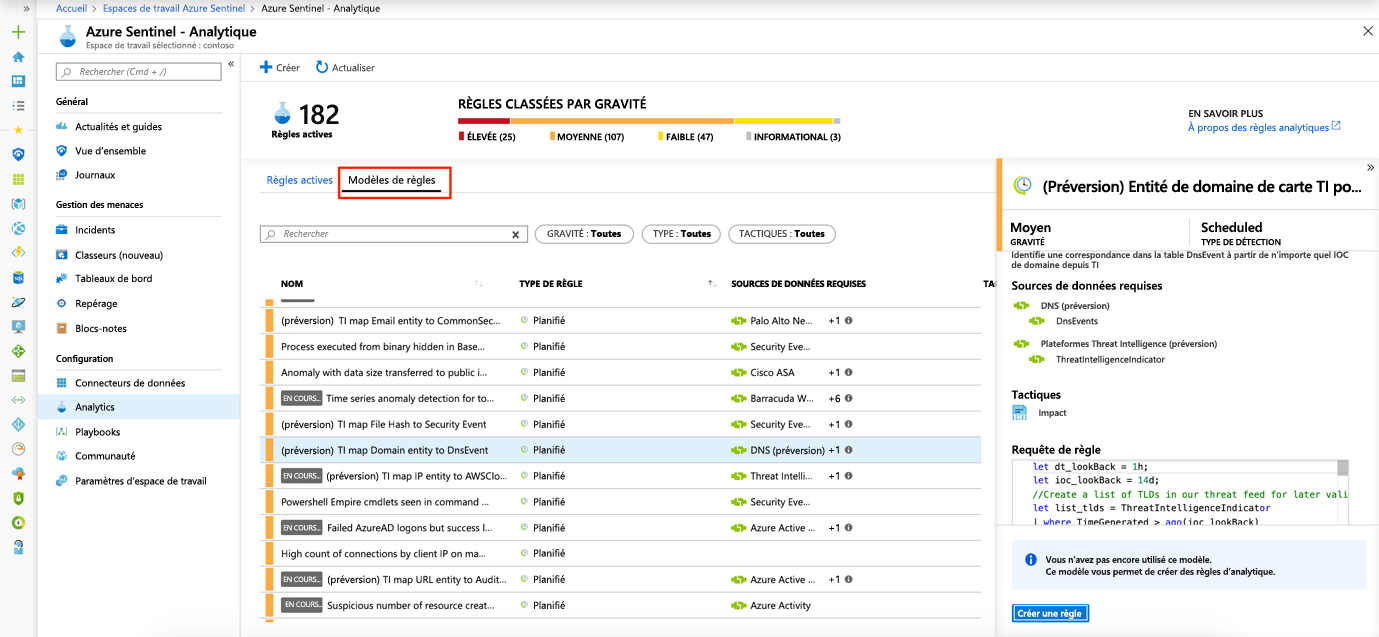 » Accueil > Espaces de travail Azure Sentinel > Azure Sentinel - Analytique
Azure Sentinel - Analytique
Espace de travail sélectionné : contoso
Rechercher (Cmd + /)
«
Général
Actualités et guides
Vue d'ensemble
Journaux
Gestion des menaces
Incidents
Classeurs (nouveau)
Tableaux de bord
Repérage
Blocs-notes
Configuration
Connecteurs de données
Analytics
Playbooks
Communauté
Paramètres d'espace de travail
Créer Actualiser
182
Règles actives
RÈGLES CLASSÉES PAR GRAVITÉ
ÉLEVÉE (25) MOYENNE (107) FAIBLE (47) INFORMATIONAL (3)
EN SAVOIR PLUS
À propos des règles analytiques
Règles actives Modèles de règles
Rechercher x GRAVITÉ : Toutes TYPE : Toutes TACTIQUES : Toutes
NOM ↑↓ TYPE DE RÈGLE ↑↓ SOURCES DE DONNÉES REQUISES TA
(préversion) TI map Email entity to CommonSec... Planifié Palo Alto Ne... +1
Process executed from binary hidden in Base... Planifié Security Eve...
Anomaly with data size transferred to public i... Planifié Cisco ASA +1
EN COURS... Time series anomaly detection for to... Planifié Barracuda W... +6
(préversion) TI map File Hash to Security Event Planifié Security Eve... +1
(préversion) TI map Domain entity to DnsEvent Planifié DNS (préversion) +1
EN COURS... (préversion) TI map IP entity to AWSClo... Planifié Threat Intelli... +1
Powershell Empire cmdlets seen in command ... Planifié Security Eve...
EN COURS... Failed AzureAD logons but success l... Planifié Azure Active ... +1
High count of connections by client IP on ma... Planifié
EN COURS... (préversion) TI map URL entity to Audit... Planifié Azure Active ... +1
EN COURS... Suspicious number of resource creat... Planifié Azure Activity
»
(Préversion) Entité de domaine de carte TI po...
Moyen Scheduled
GRAVITÉ TYPE DE DÉTECTION
Identifie une correspondance dans la table DnsEvent à partir de n'importe quel IOC
de domaine depuis TI
Sources de données requises
DNS (préversion)
DnsEvents
Plateformes Threat Intelligence (préversion)
ThreatIntelligenceIndicator
Tactiques
Impact
Requête de règle
let dt_lookBack = 1h;
let ioc_lookBack = 14d;
//Create a list of TLDs in our threat feed for later vali
let list_tlds = ThreatIntelligenceIndicator
| where TimeGenerated > ago(ioc_lookBack)
Vous n'avez pas encore utilisé ce modèle.
Ce modèle vous permet de créer des règles d'analytique.
Créer une règle